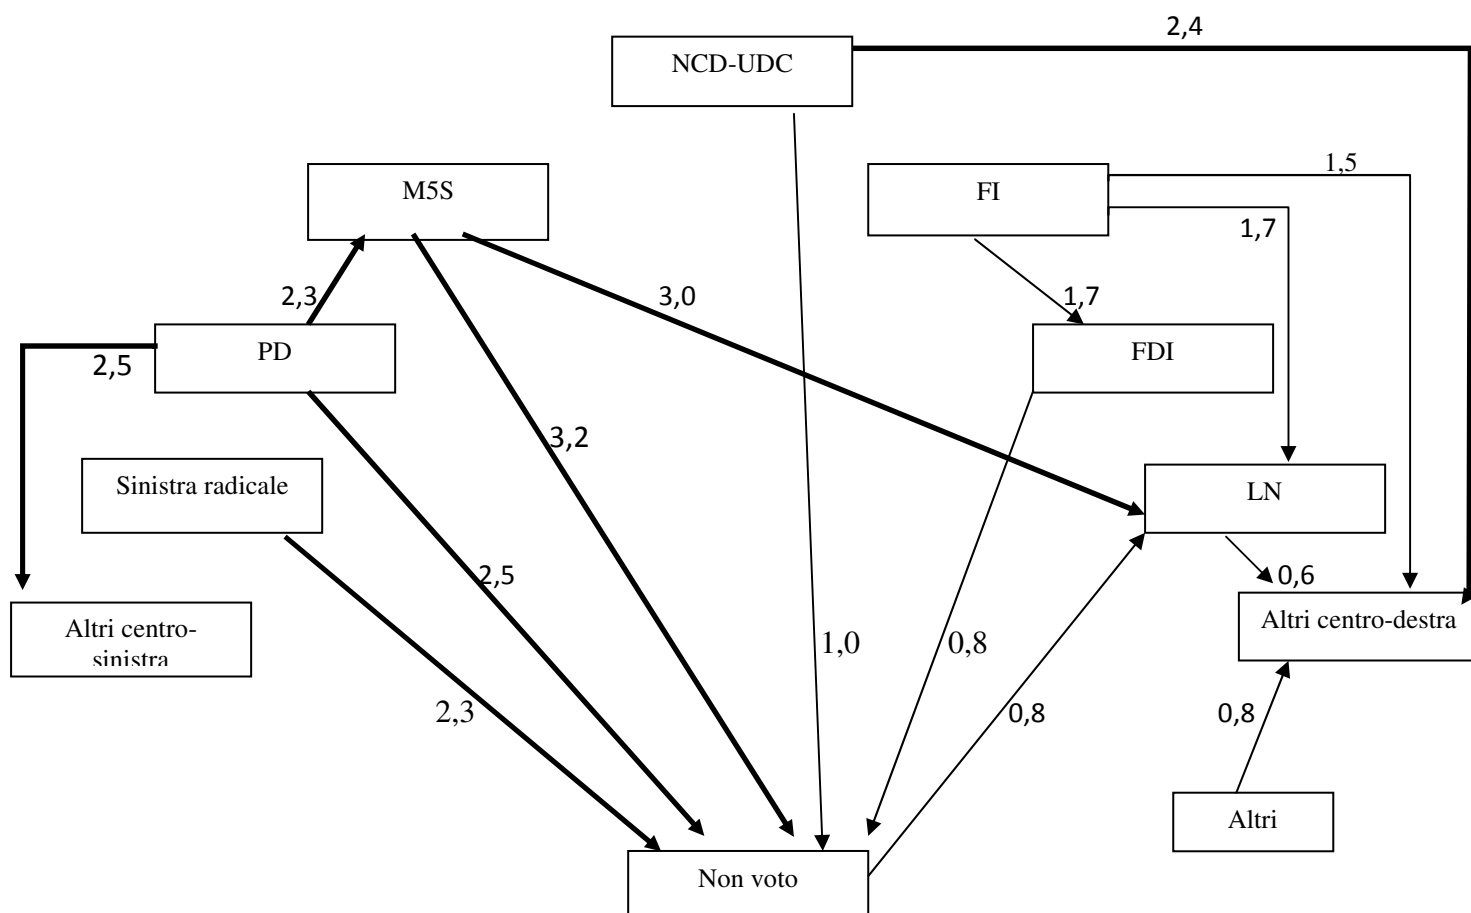 2,4
NCD-UDC
1,5
M5S
FI
1,7
2,3
3,0
1,7
PD
FDI
2,5
3,2
Sinistra radicale
LN
2,5
0,6
Altri centro-
sinistra
Altri centro-destra
1,0
0,8
2,3
0,8
0,8
Altri
Non voto